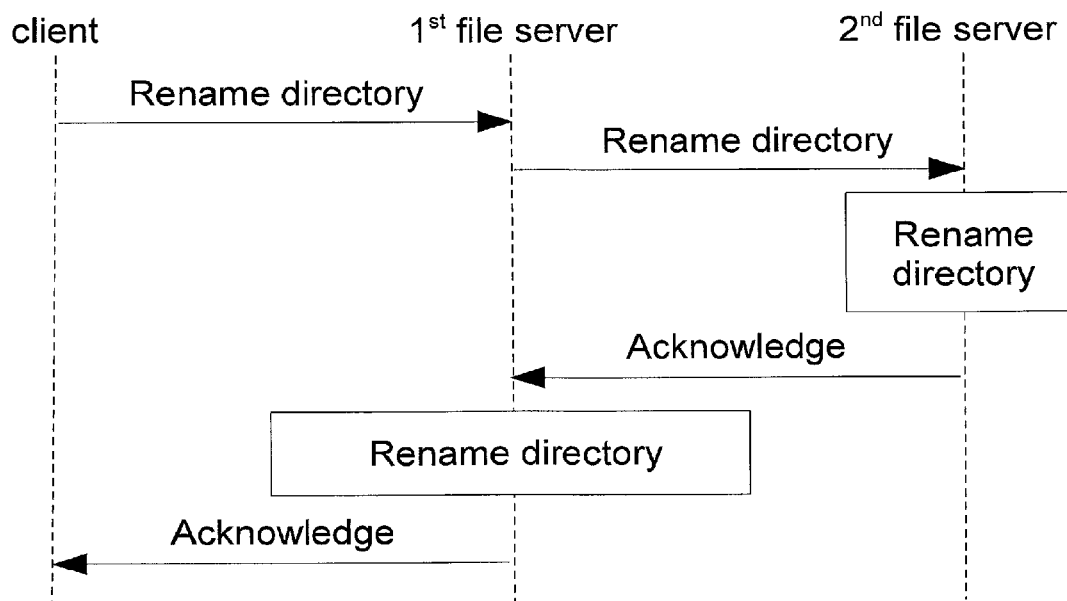 client
1st file server
2nd file server
Rename directory
Rename directory
Rename
directory
Acknowledge
Rename directory
Acknowledge